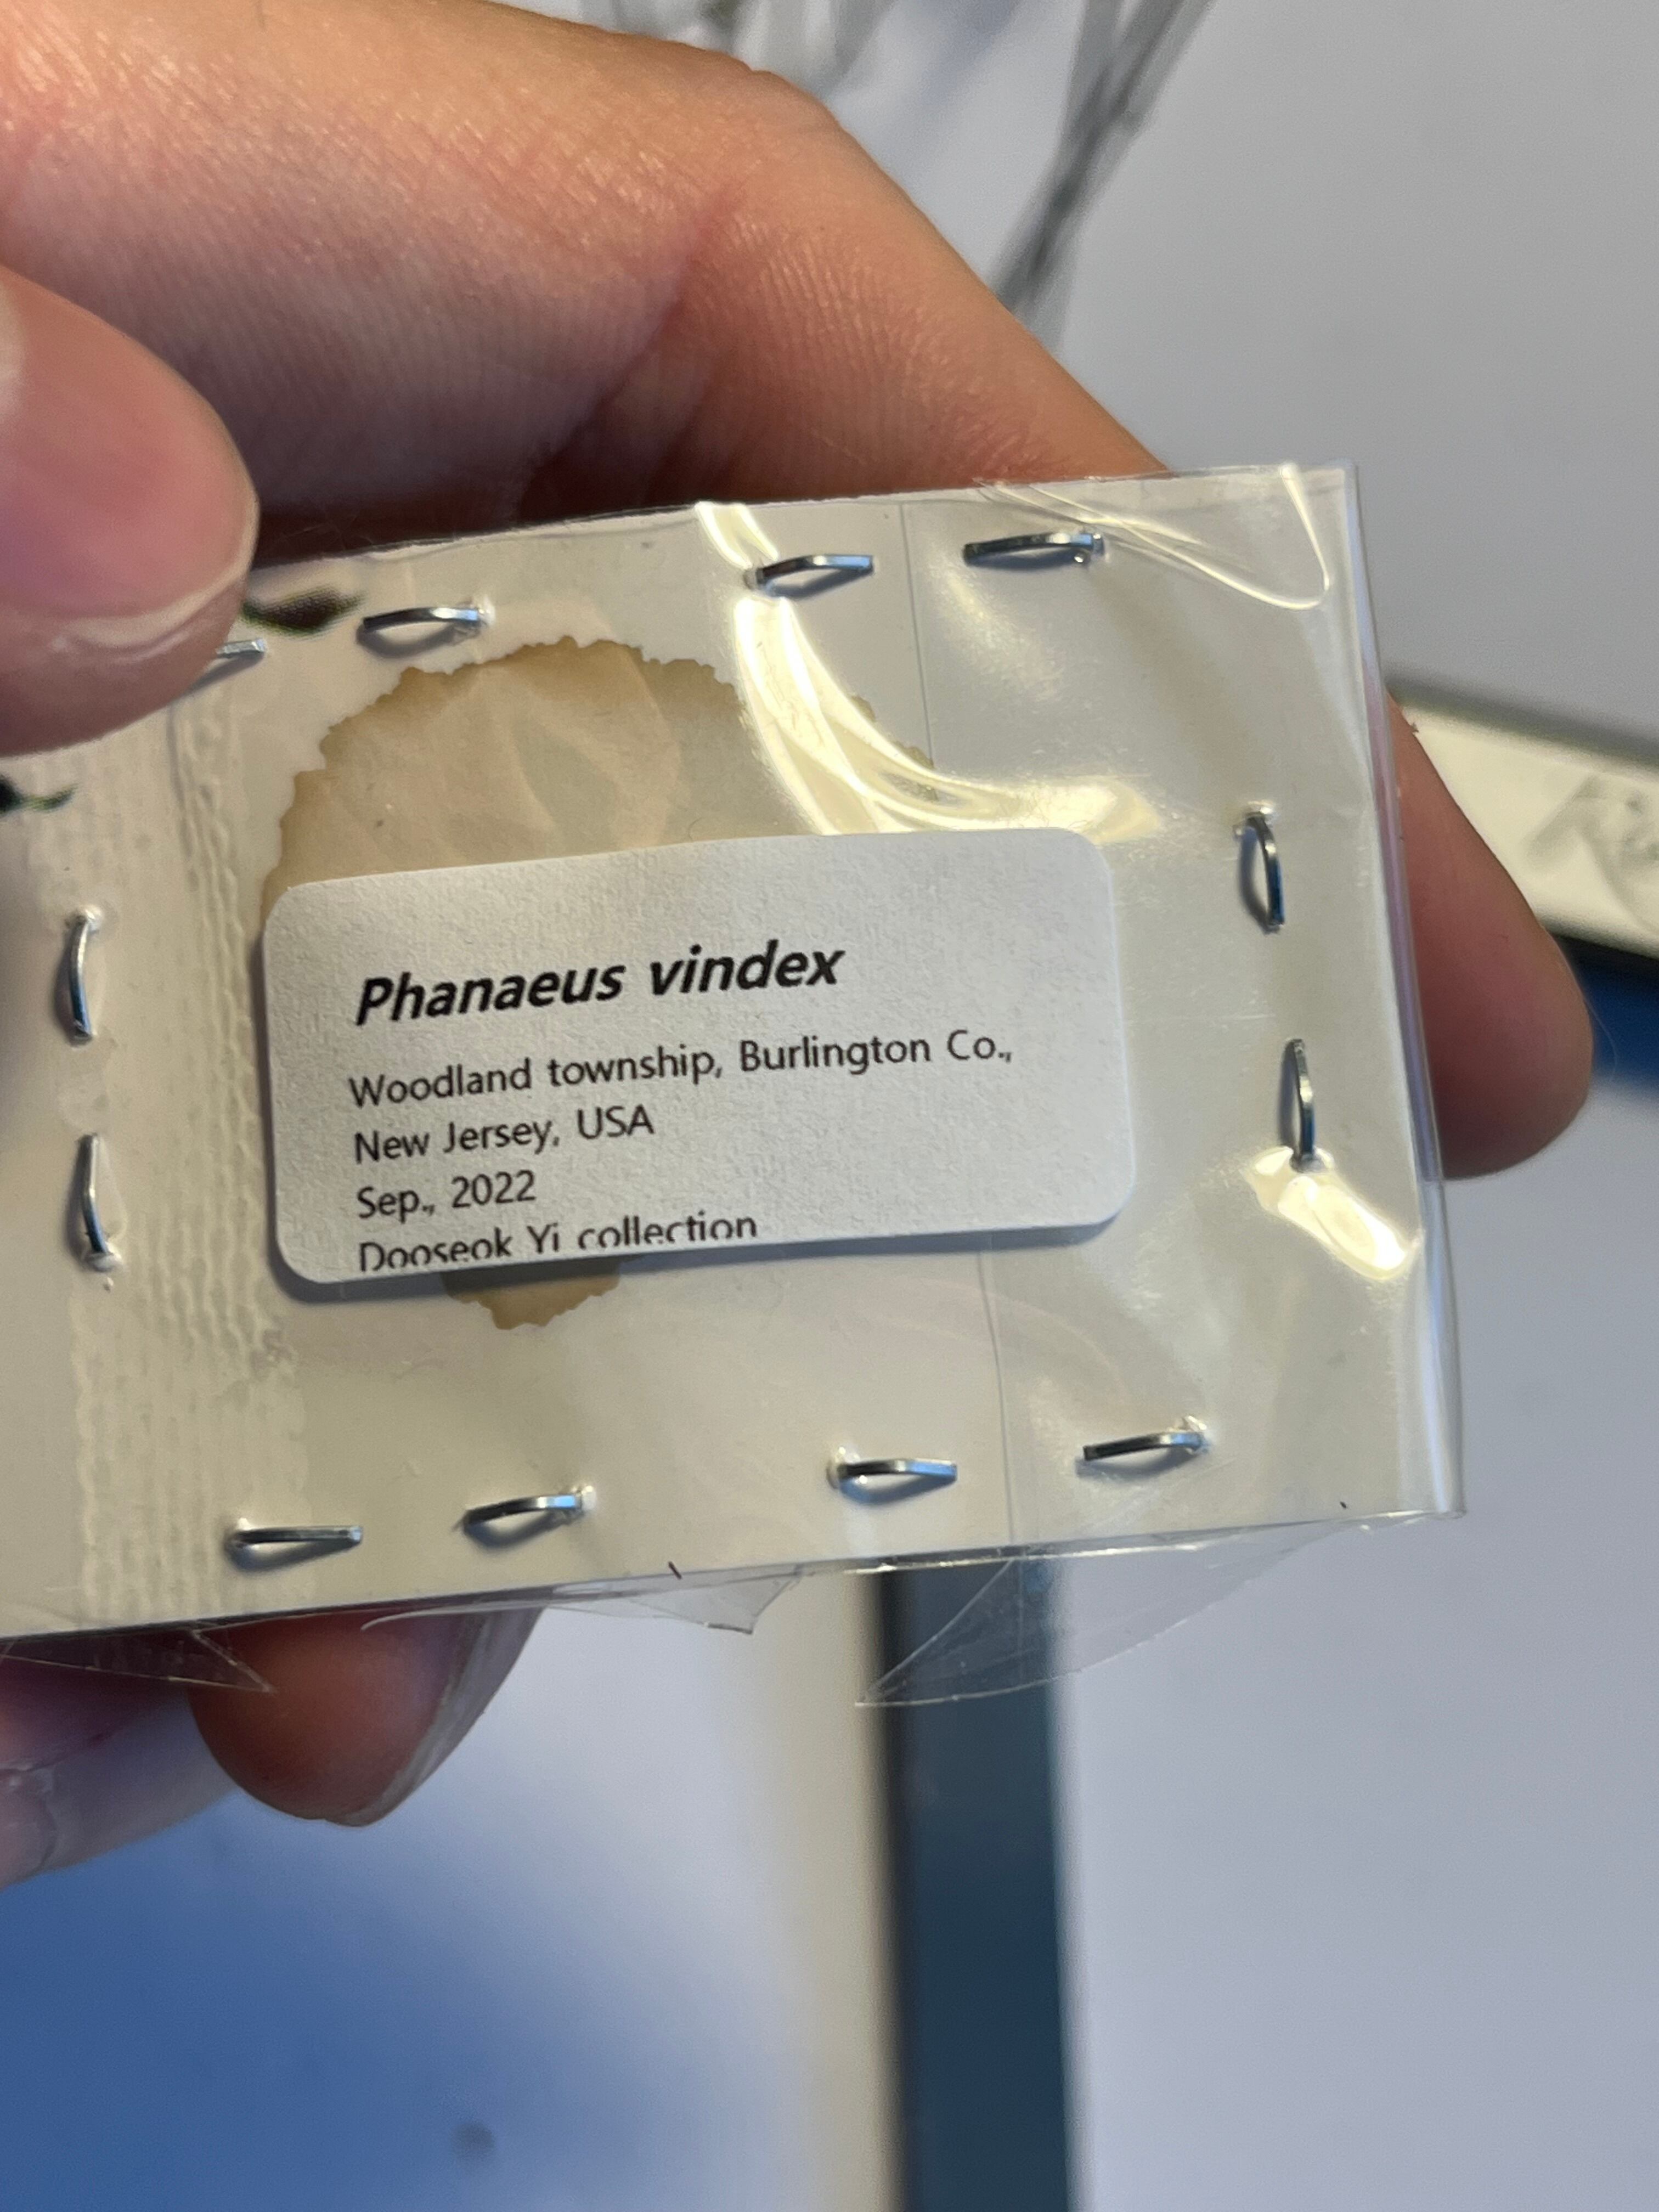 Phanaeus vindex
Woodland township, Burlington Co.,
New Jersey, USA
Sep., 2022
Dooseok Yi collection